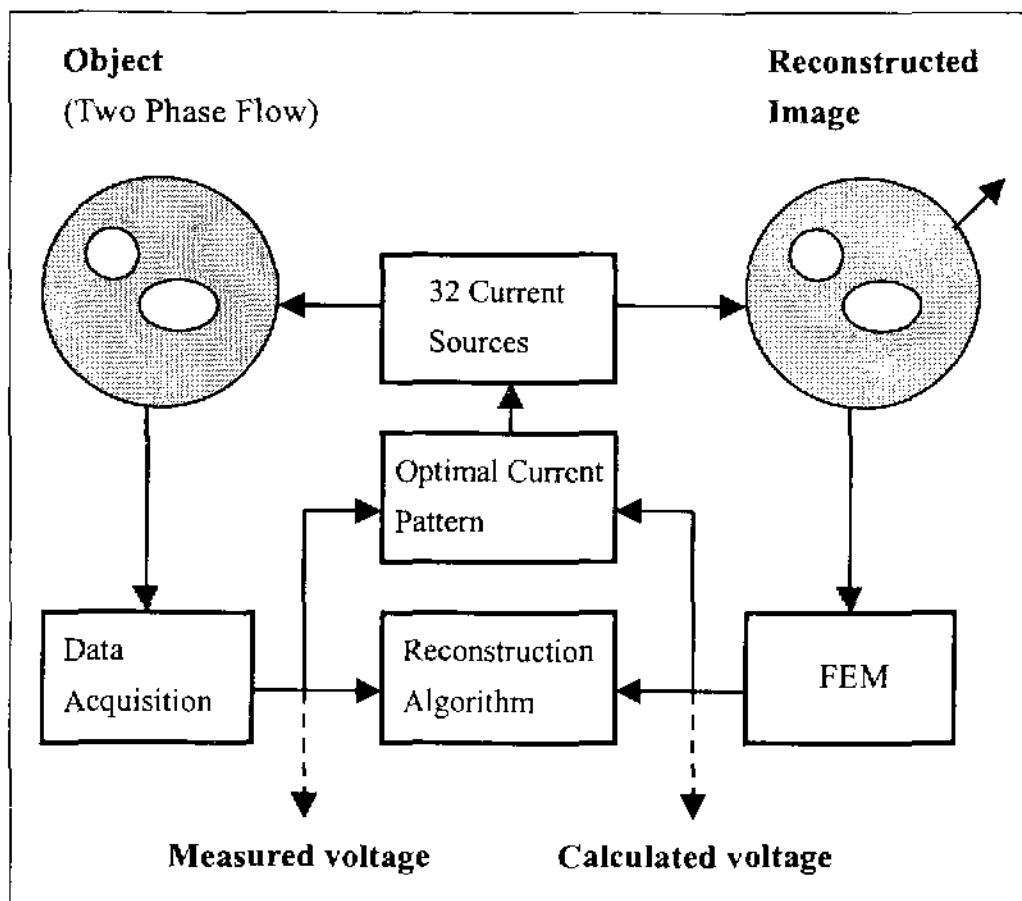 Object
(Two Phase Flow)
Reconstructed
Image
32 Current
Sources
Optimal Current
Pattern
Data
Acquisition
Reconstruction
Algorithm
FEM
Measured voltage
Calculated voltage